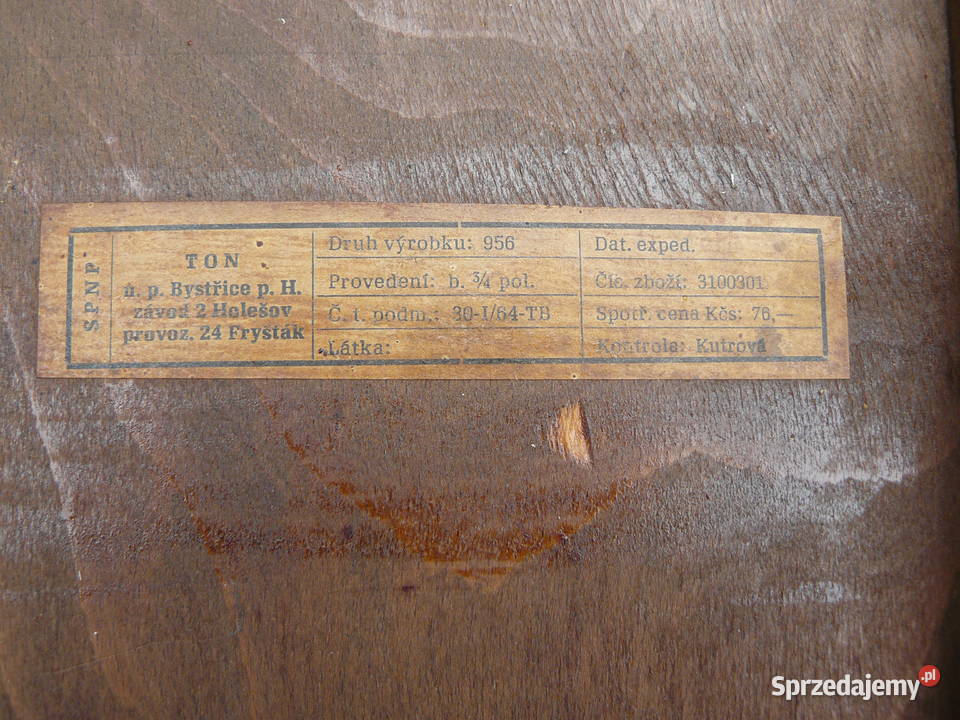 SPNP
TON
n. p. Bystřice p. H.
závod 2 Holešov
provoz. 24 Fryšták
Druh výrobku: 956
Provedení: b. ¾ pol.
Č. t. podm.: 30-I/64-TB
Látka:
Dat. exped.
Čís. zboží: 3100301
Spotř. cena Kčs: 76,—
Kontrola: Kutrová
Sprzedajemy.pl